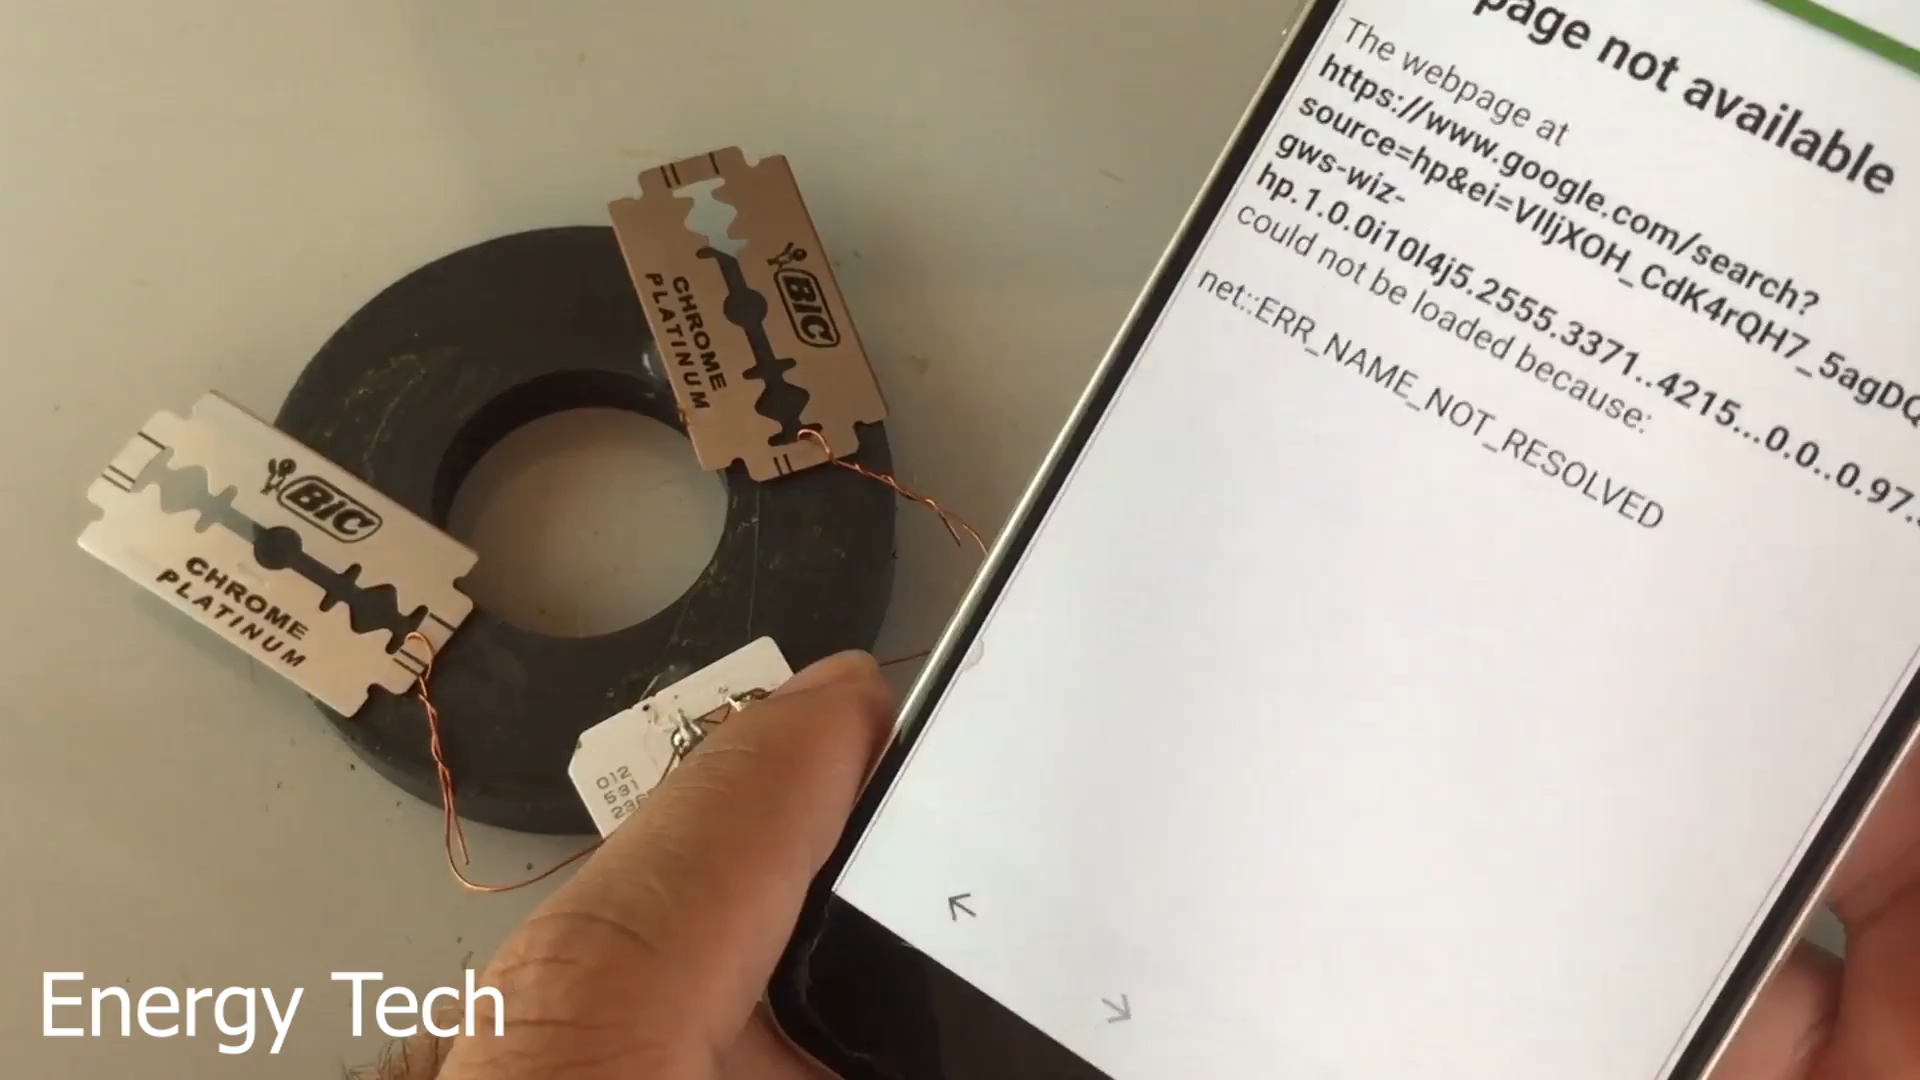 BIC
CHROME
PLATINUM
BIC
CHROME
PLATINUM
012
531
page not available
The webpage at
https://www.google.com/search?
source=hp&ei=VIljXOH_CdK4rQH7_5agDQ
gws-wiz-
hp.1.0.0i10l4j5.2555.3371..4215...0.0..0.97.
could not be loaded because:
net::ERR_NAME_NOT_RESOLVED
Energy Tech